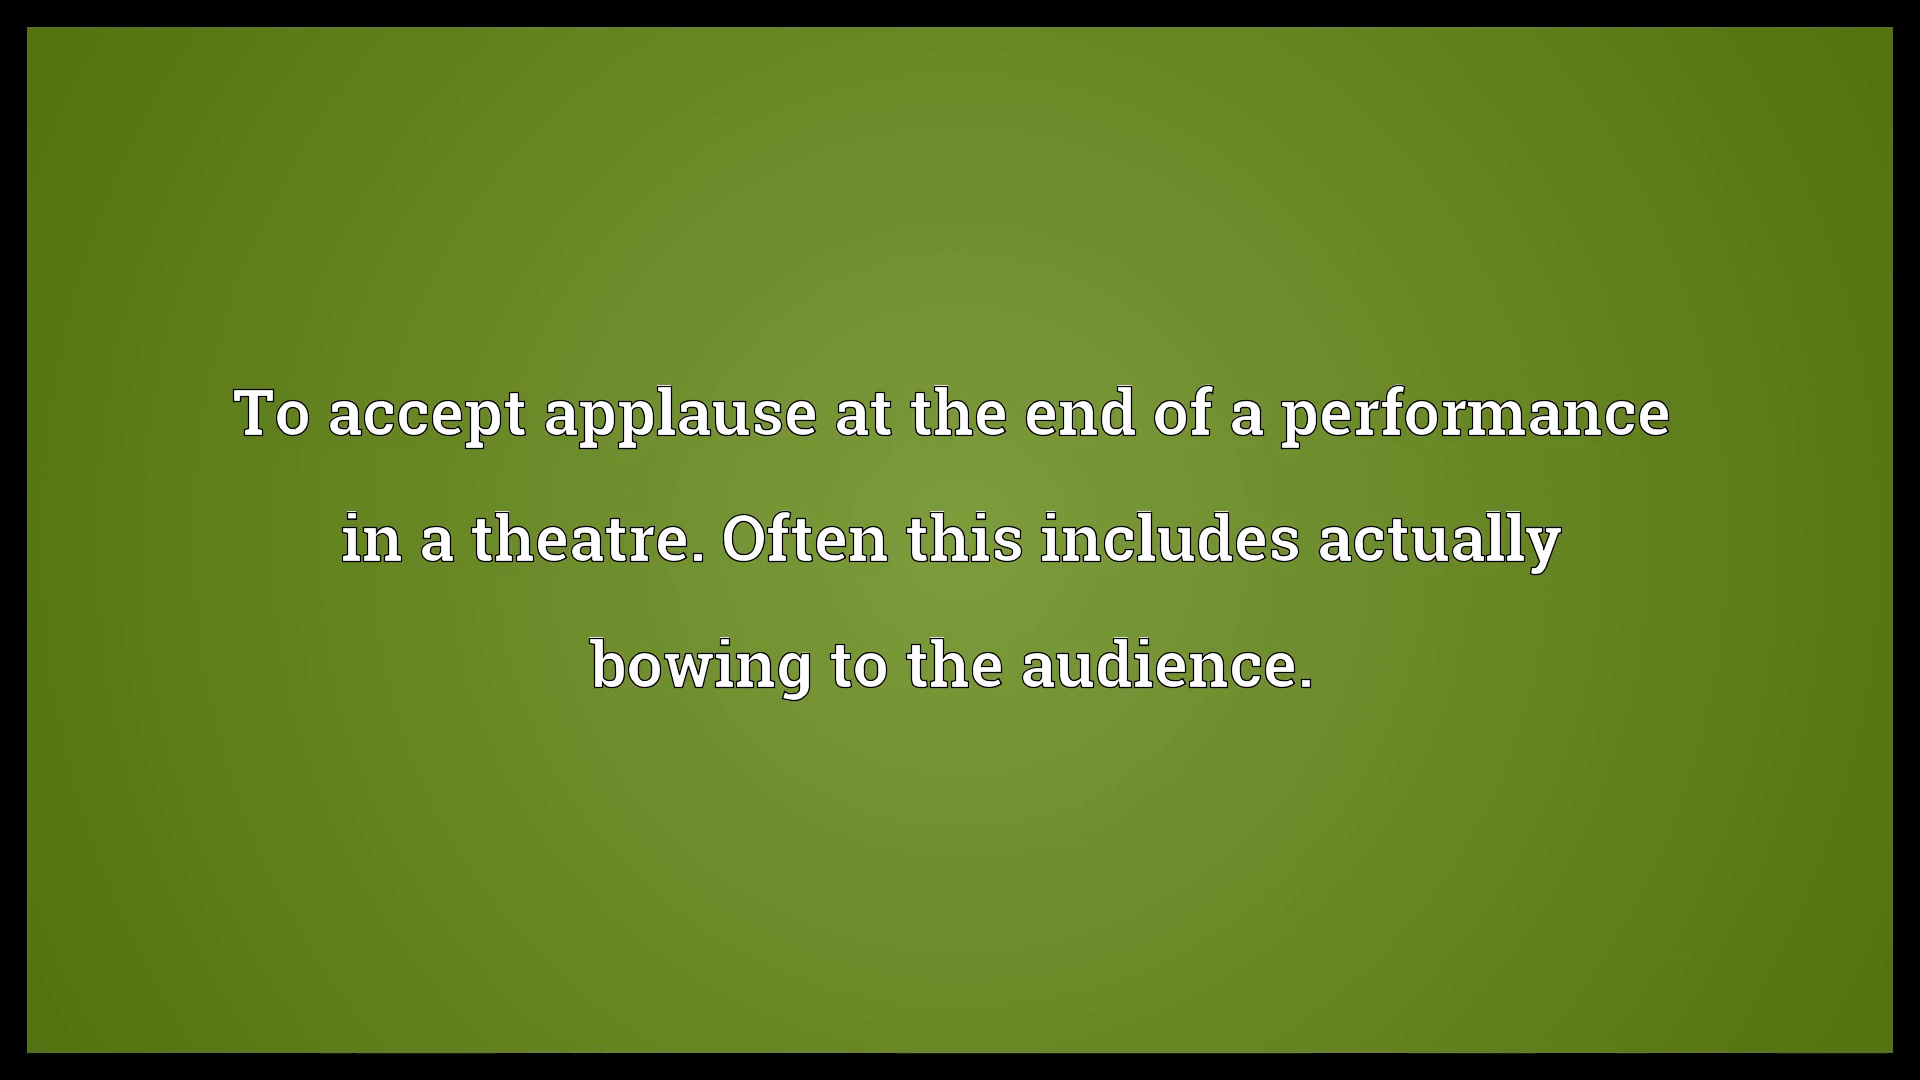 To accept applause at the end of a performance
in a theatre. Often this includes actually
bowing to the audience.